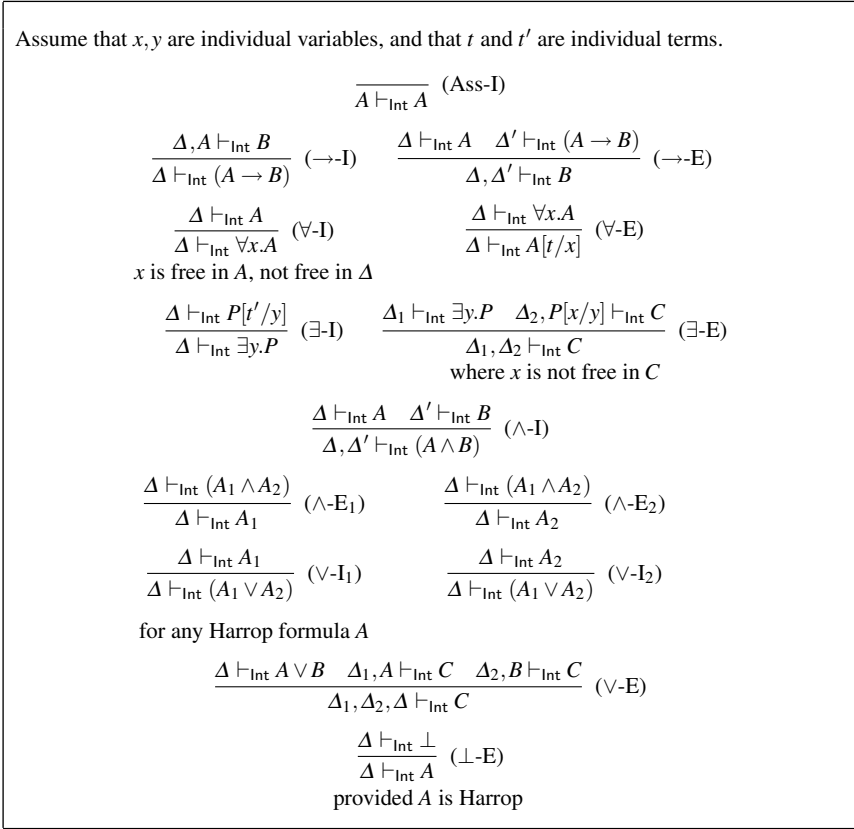 Assume that x, y are individual variables, and that t and t′ are individual terms.
A ⊢Int A (Ass-I)
Δ, A ⊢Int B Δ ⊢Int A Δ′ ⊢Int (A → B)
Δ ⊢Int (A → B) (→-I) Δ, Δ′ ⊢Int B (→-E)
Δ ⊢Int A Δ ⊢Int ∀x.A
Δ ⊢Int ∀x.A (∀-I) Δ ⊢Int A[t/x] (∀-E)
x is free in A, not free in Δ
Δ ⊢Int P[t′/y] Δ1 ⊢Int ∃y.P Δ2, P[x/y] ⊢Int C
Δ ⊢Int ∃y.P (∃-I) Δ1, Δ2 ⊢Int C (∃-E)
where x is not free in C
Δ ⊢Int A Δ′ ⊢Int B
Δ, Δ′ ⊢Int (A ∧ B) (∧-I)
Δ ⊢Int (A1 ∧ A2) Δ ⊢Int (A1 ∧ A2)
Δ ⊢Int A1 (∧-E1) Δ ⊢Int A2 (∧-E2)
Δ ⊢Int A1 Δ ⊢Int A2
Δ ⊢Int (A1 ∨ A2) (∨-I1) Δ ⊢Int (A1 ∨ A2) (∨-I2)
for any Harrop formula A
Δ ⊢Int A ∨ B Δ1, A ⊢Int C Δ2, B ⊢Int C
Δ1, Δ2, Δ ⊢Int C (∨-E)
Δ ⊢Int ⊥
Δ ⊢Int A (⊥-E)
provided A is Harrop